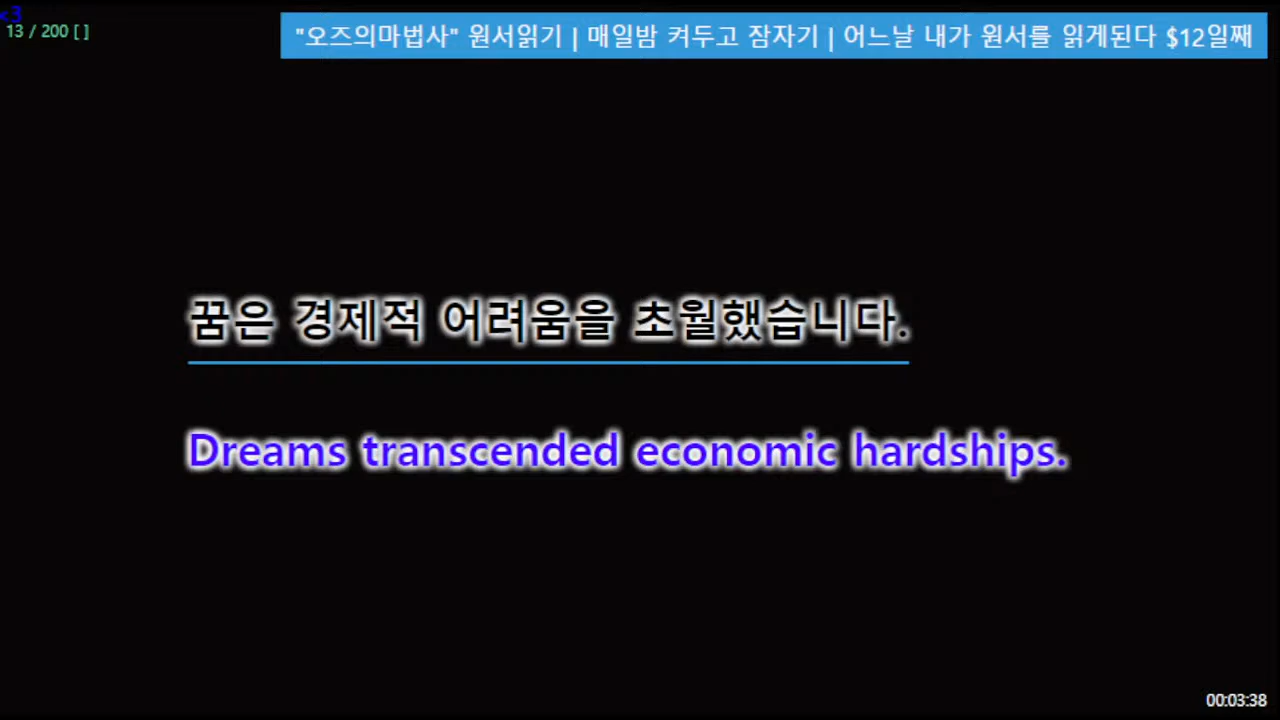 <3
13 / 200 [ ]
"오즈의마법사" 원서읽기 | 매일밤 켜두고 잠자기 | 어느날 내가 원서를 읽게된다 $12일째
꿈은 경제적 어려움을 초월했습니다.
Dreams transcended economic hardships.
00:03:38